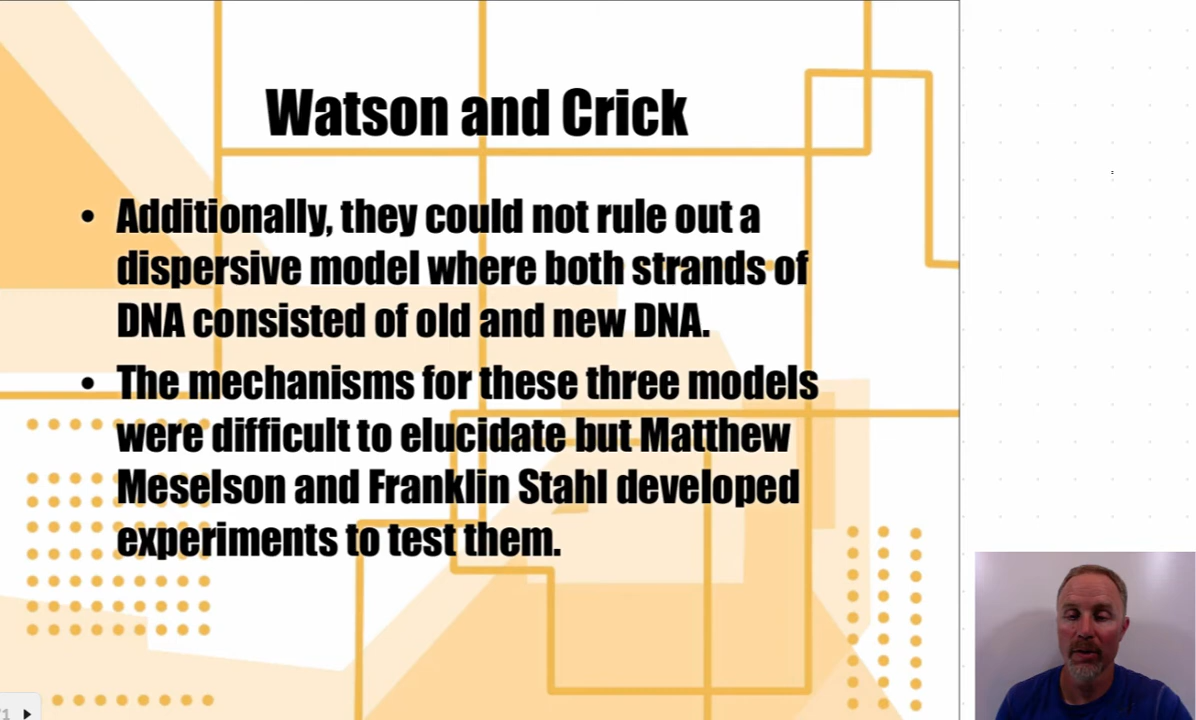 Watson and Crick
• Additionally, they could not rule out a
dispersive model where both strands of
DNA consisted of old and new DNA.
• The mechanisms for these three models
were difficult to elucidate but Matthew
Meselson and Franklin Stahl developed
experiments to test them.